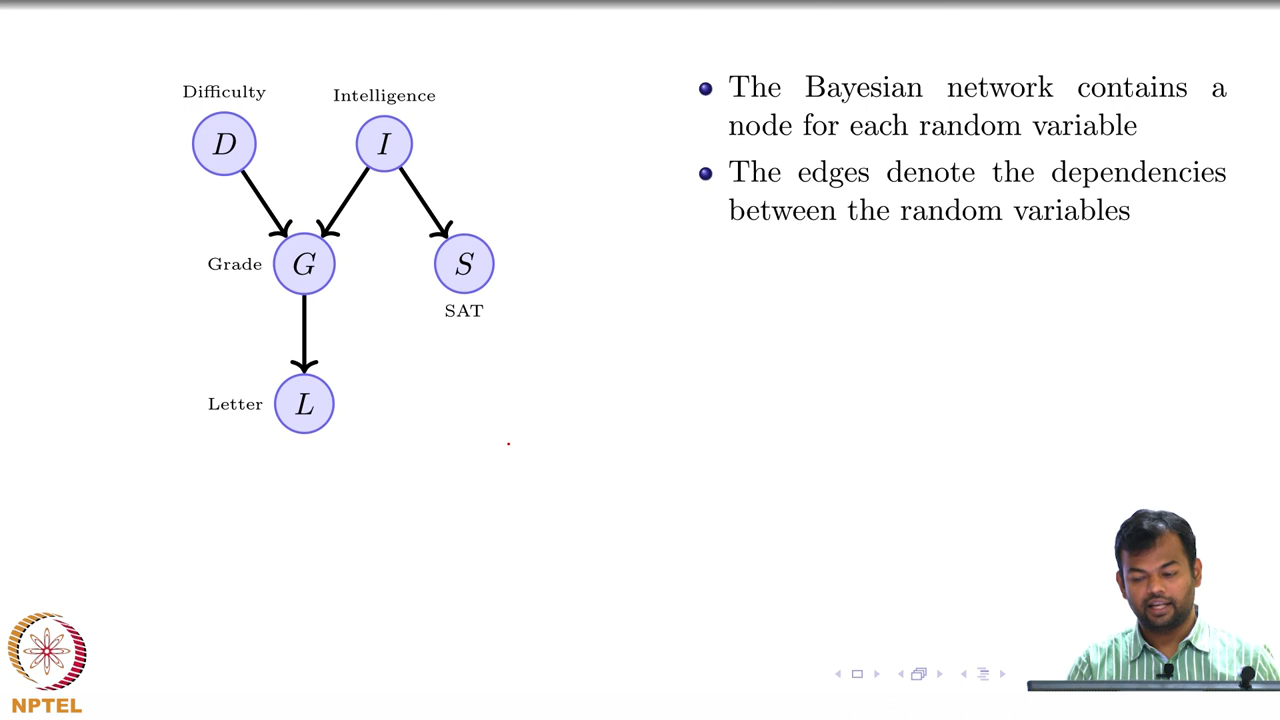 Difficulty
Intelligence
D
I
Grade
G
S
SAT
Letter
L
The Bayesian network contains a
node for each random variable
The edges denote the dependencies
between the random variables
NPTEL